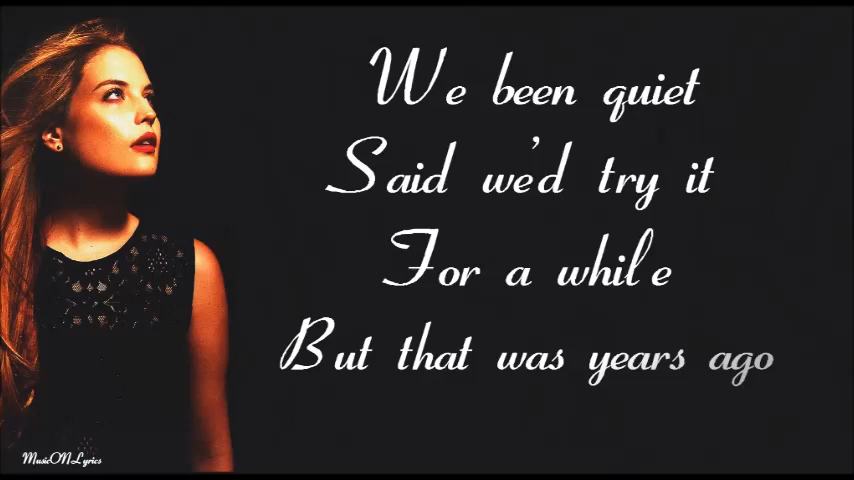 We been quiet
Said we'd try it
For a while
But that was years ago
MusicONLyrics